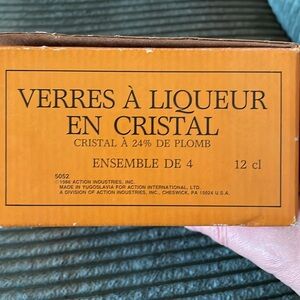 VERRES À LIQUEUR
EN CRISTAL
CRISTAL À 24% DE PLOMB
ENSEMBLE DE 4 12 cl
5052
©1986 ACTION INDUSTRIES, INC.
MADE IN YUGOSLAVIA FOR ACTION INTERNATIONAL, LTD.
A DIVISION OF ACTION INDUSTRIES, INC., CHESWICK, PA 15024 U.S.A.